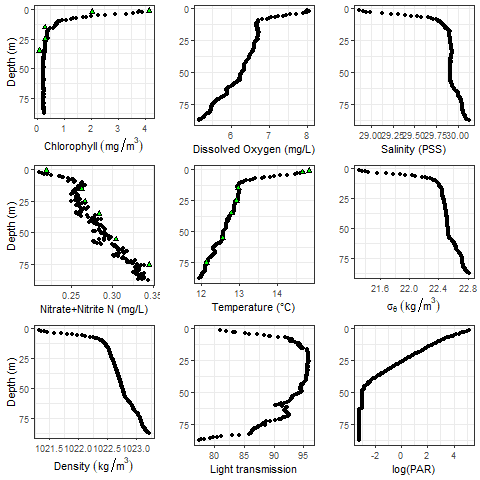 Depth (m)
0
25
50
75
0 1 2 3 4
Chlorophyll (mg/m³)
0
25
50
75
6 7 8
Dissolved Oxygen (mg/L)
0
25
50
75
29.00 29.25 29.50 29.75 30.00
Salinity (PSS)
Depth (m)
0
25
50
75
0.25 0.30 0.35
Nitrate+Nitrite N (mg/L)
0
25
50
75
12 13 14
Temperature (°C)
0
25
50
75
21.6 22.0 22.4 22.8
σθ (kg/m³)
Depth (m)
0
25
50
75
1021.5 1022.0 1022.5 1023.0
Density (kg/m³)
0
25
50
75
80 85 90 95
Light transmission
0
25
50
75
-2 0 2 4
log(PAR)